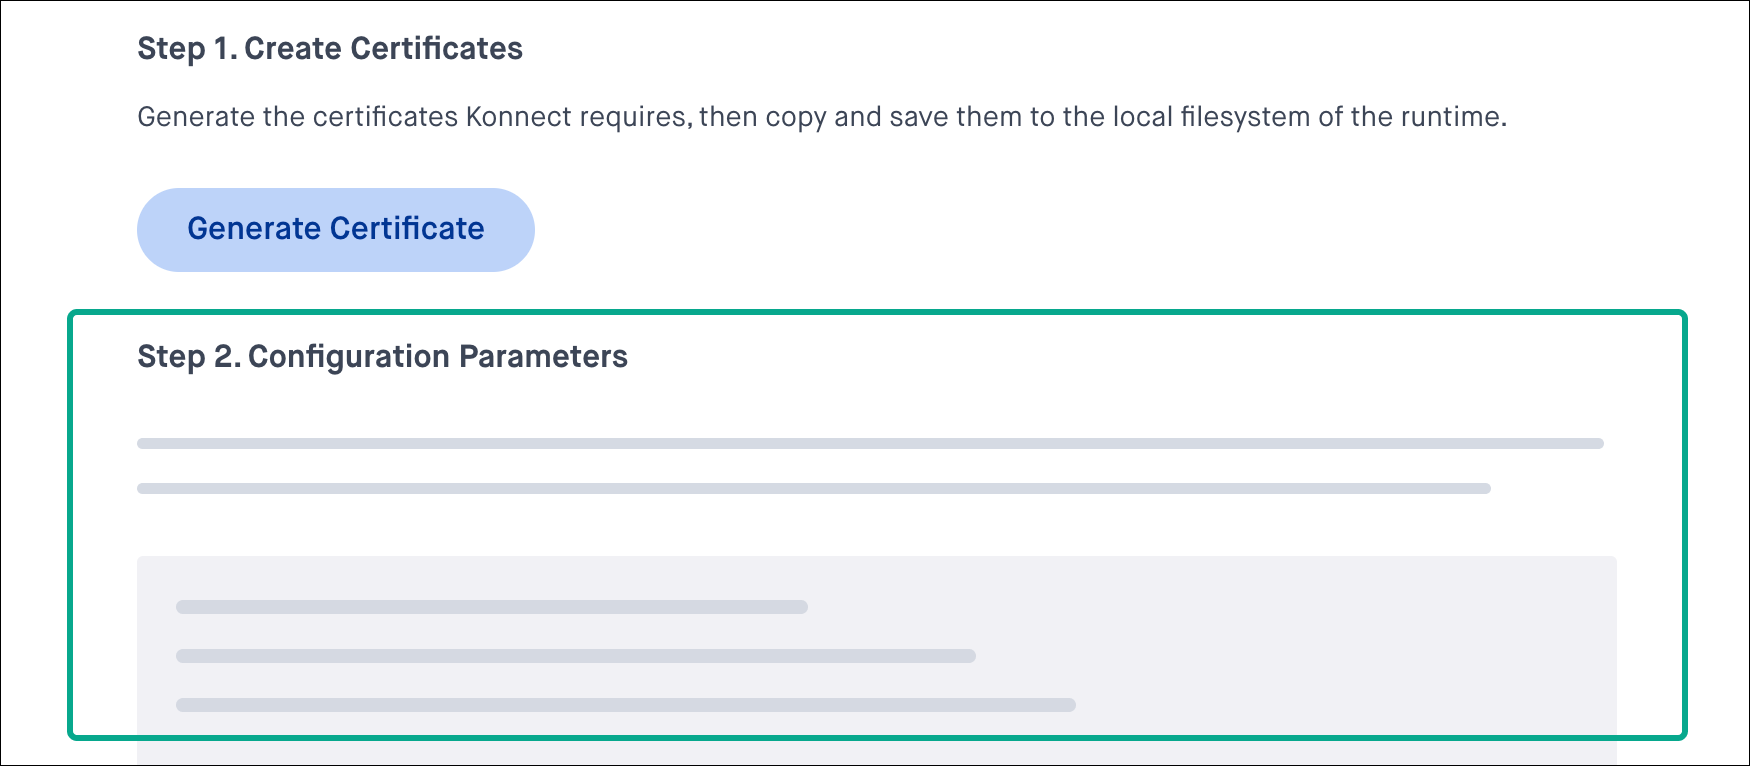 Step 1. Create Certificates
Generate the certificates Konnect requires, then copy and save them to the local filesystem of the runtime.
Generate Certificate
Step 2. Configuration Parameters